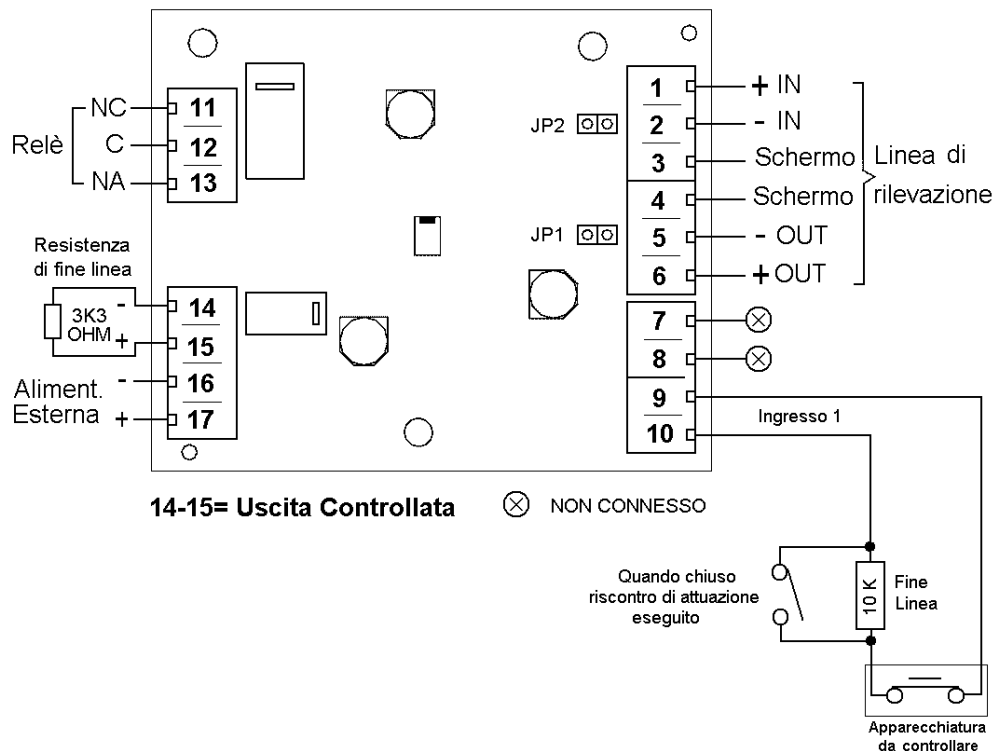 Relè
NC
C
NA
11
12
13
JP2
JP1
1
2
3
4
5
6
+ IN
- IN
Schermo
Schermo
- OUT
+ OUT
Linea di
rilevazione
Resistenza
di fine linea
3K3
OHM
-
+
Aliment.
Esterna
-
+
14
15
16
17
7
8
9
10
Ingresso 1
14-15= Uscita Controllata
NON CONNESSO
Quando chiuso
riscontro di attuazione
eseguito
10 K
Fine
Linea
Apparecchiatura
da controllare